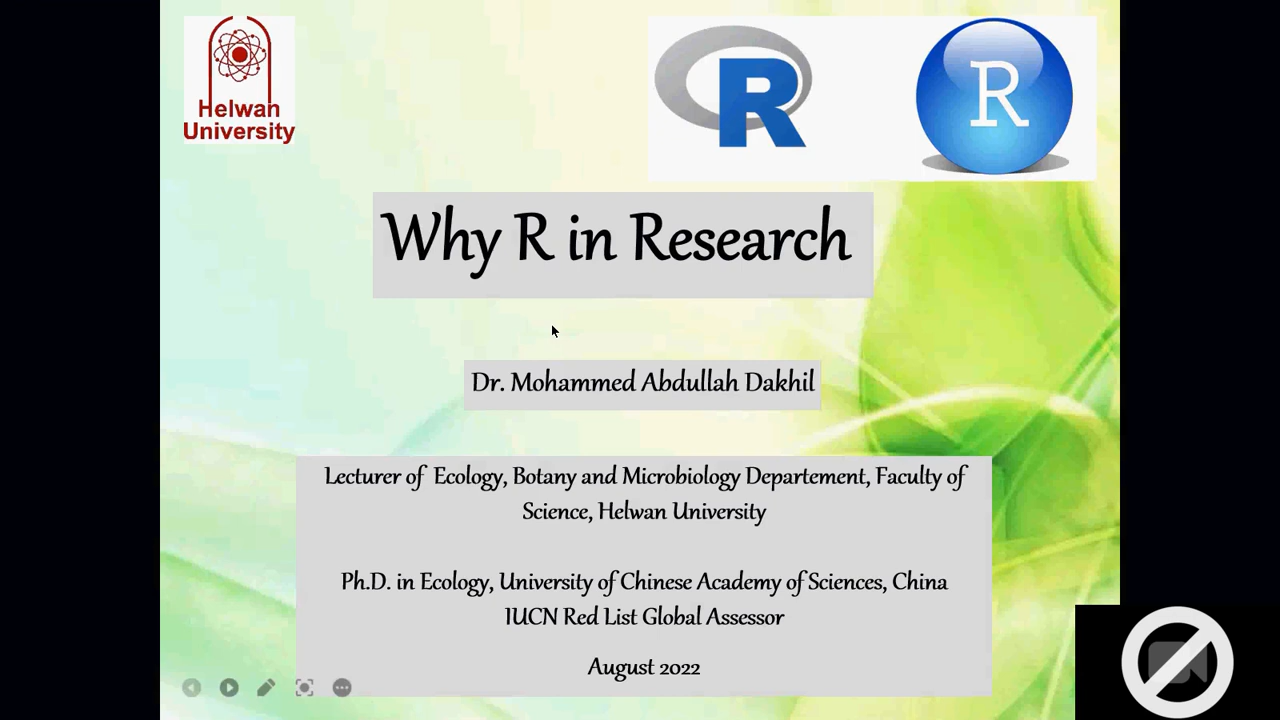 Helwan
University
R
R
Why R in Research
Dr. Mohammed Abdullah Dakhil
Lecturer of Ecology, Botany and Microbiology Departement, Faculty of
Science, Helwan University
Ph.D. in Ecology, University of Chinese Academy of Sciences, China
IUCN Red List Global Assessor
August 2022